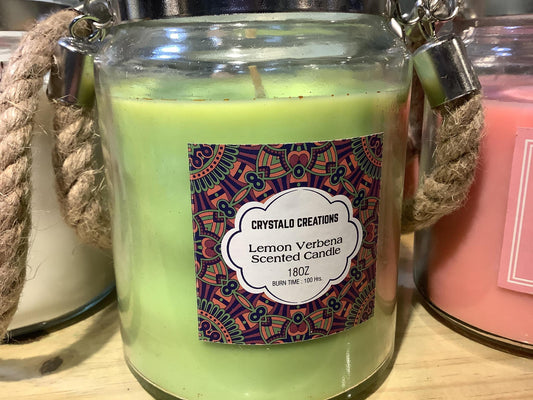 CRYSTALO CREATIONS
Lemon Verbena
Scented Candle
18OZ
BURN TIME : 100 Hrs.